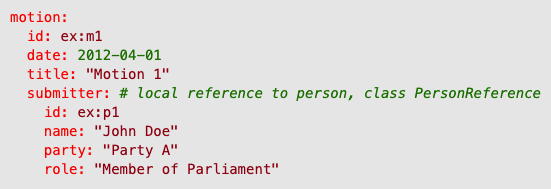 motion:
  id: ex:m1
  date: 2012-04-01
  title: "Motion 1"
  submitter: # local reference to person, class PersonReference
    id: ex:p1
    name: "John Doe"
    party: "Party A"
    role: "Member of Parliament"